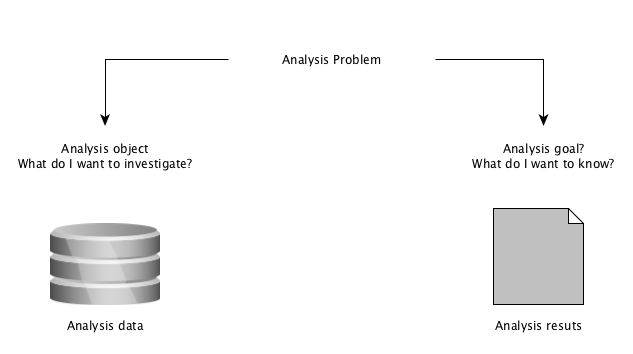 Analysis Problem
Analysis object
What do I want to investigate?
Analysis goal?
What do I want to know?
Analysis data
Analysis resuts